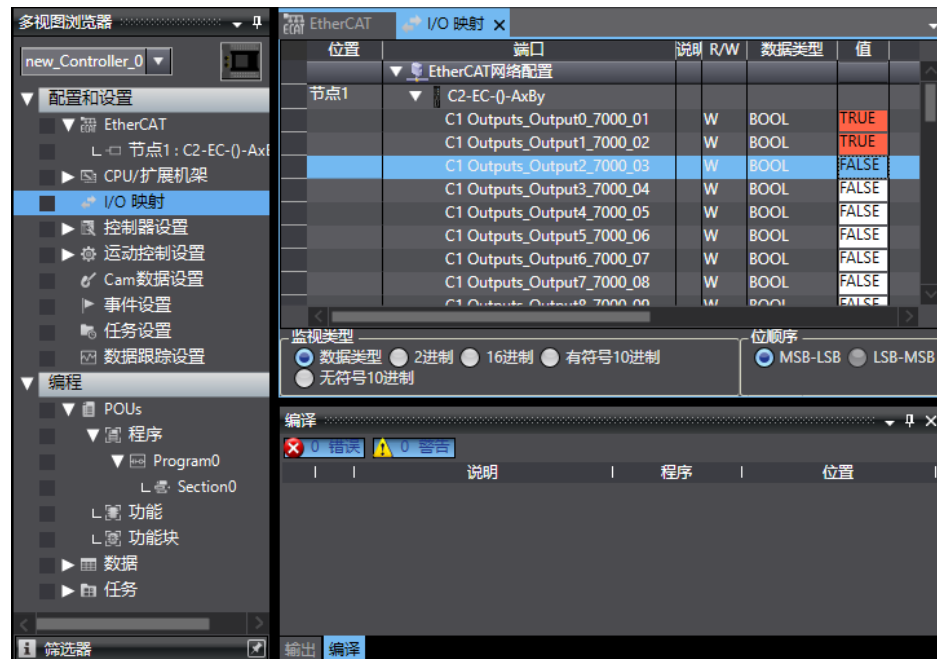 多视图浏览器
new_Controller_0
配置和设置
EtherCAT
节点1 : C2-EC-()-AxB
CPU/扩展机架
I/O 映射
控制器设置
运动控制设置
Cam数据设置
事件设置
任务设置
数据跟踪设置
编程
POUs
程序
Program0
Section0
功能
功能块
数据
任务
筛选器
EtherCAT I/O 映射
位置 端口 说明 R/W 数据类型 值
EtherCAT网络配置
节点1 C2-EC-()-AxBy
C1 Outputs_Output0_7000_01 W BOOL TRUE
C1 Outputs_Output1_7000_02 W BOOL TRUE
C1 Outputs_Output2_7000_03 W BOOL FALSE
C1 Outputs_Output3_7000_04 W BOOL FALSE
C1 Outputs_Output4_7000_05 W BOOL FALSE
C1 Outputs_Output5_7000_06 W BOOL FALSE
C1 Outputs_Output6_7000_07 W BOOL FALSE
C1 Outputs_Output7_7000_08 W BOOL FALSE
C1 Outputs_Output8_7000_09 W BOOL FALSE
监视类型
数据类型 2进制 16进制 有符号10进制
无符号10进制
位顺序
MSB-LSB LSB-MSB
编译
0 错误 0 警告
说明 程序 位置
输出 编译